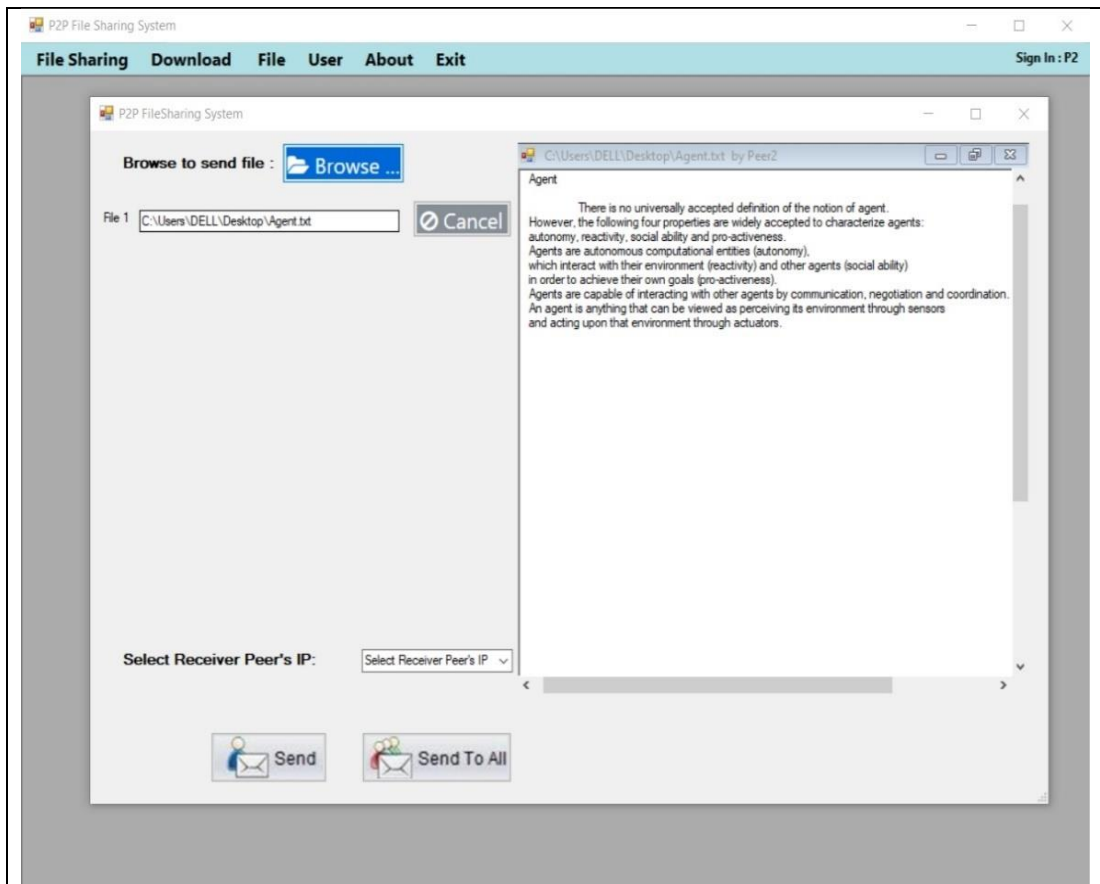 P2P File Sharing System
File Sharing Download File User About Exit Sign In : P2
P2P FileSharing System
Browse to send file : Browse ...
File 1 C:\Users\DELL\Desktop\Agent.txt Cancel
C:\Users\DELL\Desktop\Agent.txt by Peer2
Agent
There is no universally accepted definition of the notion of agent.
However, the following four properties are widely accepted to characterize agents:
autonomy, reactivity, social ability and pro-activeness.
Agents are autonomous computational entities (autonomy),
which interact with their environment (reactivity) and other agents (social ability)
in order to achieve their own goals (pro-activeness).
Agents are capable of interacting with other agents by communication, negotiation and coordination.
An agent is anything that can be viewed as perceiving its environment through sensors
and acting upon that environment through actuators.
Select Receiver Peer's IP: Select Receiver Peer's IP
Send Send To All